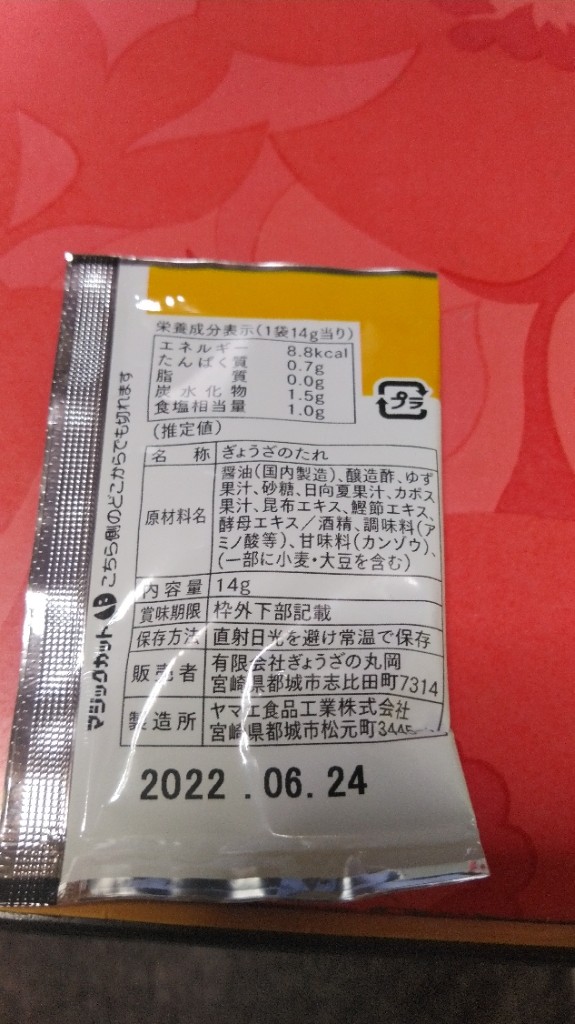 栄養成分表示(1袋14g当り)
エネルギー 8.8kcal
たんぱく質 0.7g
脂質 0.0g
炭水化物 1.5g
食塩相当量 1.0g
(推定値)
プラ
名称 ぎょうざのたれ
原材料名 醤油(国内製造)、醸造酢、ゆず
果汁、砂糖、日向夏果汁、カボス
果汁、昆布エキス、鰹節エキス、
酵母エキス/酒精、調味料(ア
ミノ酸等)、甘味料(カンゾウ)、
(一部に小麦・大豆を含む)
内容量 14g
賞味期限 枠外下部記載
保存方法 直射日光を避け常温で保存
販売者 有限会社ぎょうざの丸岡
宮崎県都城市志比田町7314
製造所 ヤマエ食品工業株式会社
宮崎県都城市松元町
2022.06.24
マジックカット こちら側のどこからでも切れます